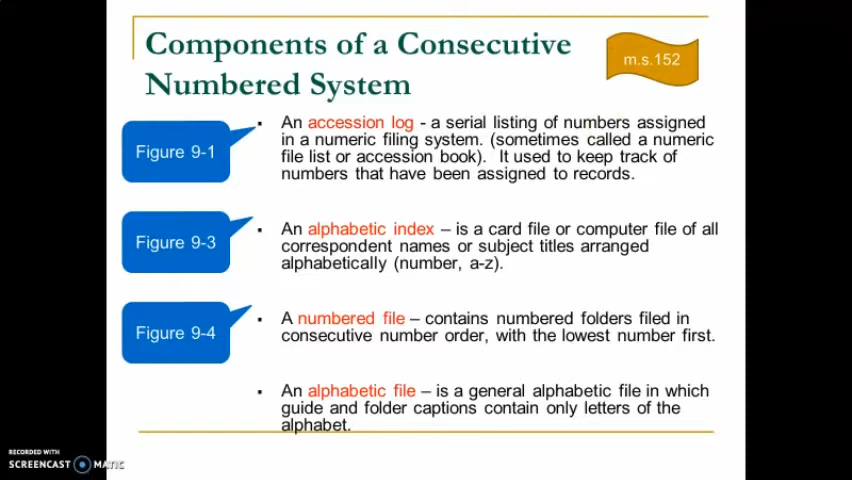 Components of a Consecutive
Numbered System
m.s.152
Figure 9-1
▪ An accession log - a serial listing of numbers assigned
in a numeric filing system. (sometimes called a numeric
file list or accession book). It used to keep track of
numbers that have been assigned to records.
Figure 9-3
▪ An alphabetic index – is a card file or computer file of all
correspondent names or subject titles arranged
alphabetically (number, a-z).
Figure 9-4
▪ A numbered file – contains numbered folders filed in
consecutive number order, with the lowest number first.
▪ An alphabetic file – is a general alphabetic file in which
guide and folder captions contain only letters of the
alphabet.
RECORDED WITH
SCREENCAST MATIC